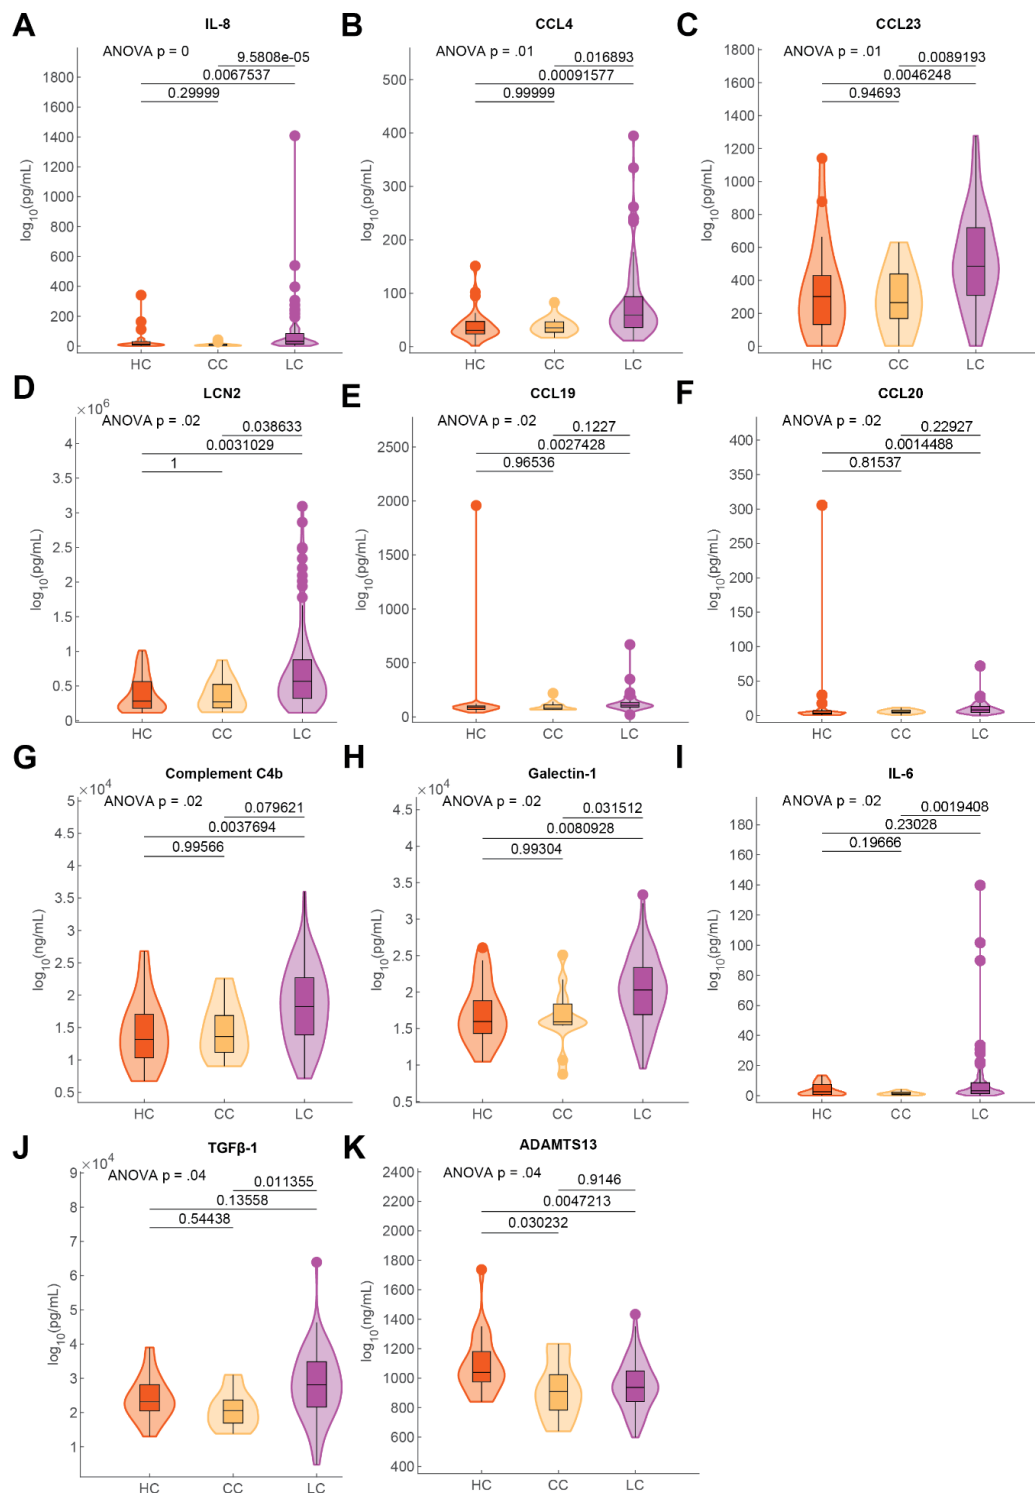 A
IL-8
ANOVA p = 0
9.5808e-05
0.0067537
0.29999
1800
1600
1400
1200
1000
800
600
400
200
0
log10(pg/mL)
HC CC LC
B
CCL4
ANOVA p = .01
0.016893
0.00091577
0.99999
500
400
300
200
100
0
log10(pg/mL)
HC CC LC
C
CCL23
ANOVA p = .01
0.0089193
0.0046248
0.94693
1800
1600
1400
1200
1000
800
600
400
200
0
log10(pg/mL)
HC CC LC
D
LCN2
×10^6
ANOVA p = .02
0.038633
0.0031029
1
4
3.5
3
2.5
2
1.5
1
0.5
0
log10(pg/mL)
HC CC LC
E
CCL19
ANOVA p = .02
0.1227
0.0027428
0.96536
2500
2000
1500
1000
500
0
log10(pg/mL)
HC CC LC
F
CCL20
ANOVA p = .02
0.22927
0.0014488
0.81537
400
350
300
250
200
150
100
50
0
log10(pg/mL)
HC CC LC
G
Complement C4b
×10^4
ANOVA p = .02
0.079621
0.0037694
0.99566
5
4.5
4
3.5
3
2.5
2
1.5
1
0.5
log10(ng/mL)
HC CC LC
H
Galectin-1
×10^4
ANOVA p = .02
0.031512
0.0080928
0.99304
4.5
4
3.5
3
2.5
2
1.5
1
0.5
log10(pg/mL)
HC CC LC
I
IL-6
ANOVA p = .02
0.0019408
0.23028
0.19666
180
160
140
120
100
80
60
40
20
0
log10(pg/mL)
HC CC LC
J
TGFβ-1
×10^4
ANOVA p = .04
0.011355
0.13558
0.54438
9
8
7
6
5
4
3
2
1
log10(pg/mL)
HC CC LC
K
ADAMTS13
ANOVA p = .04
0.9146
0.0047213
0.030232
2400
2200
2000
1800
1600
1400
1200
1000
800
600
400
log10(ng/mL)
HC CC LC